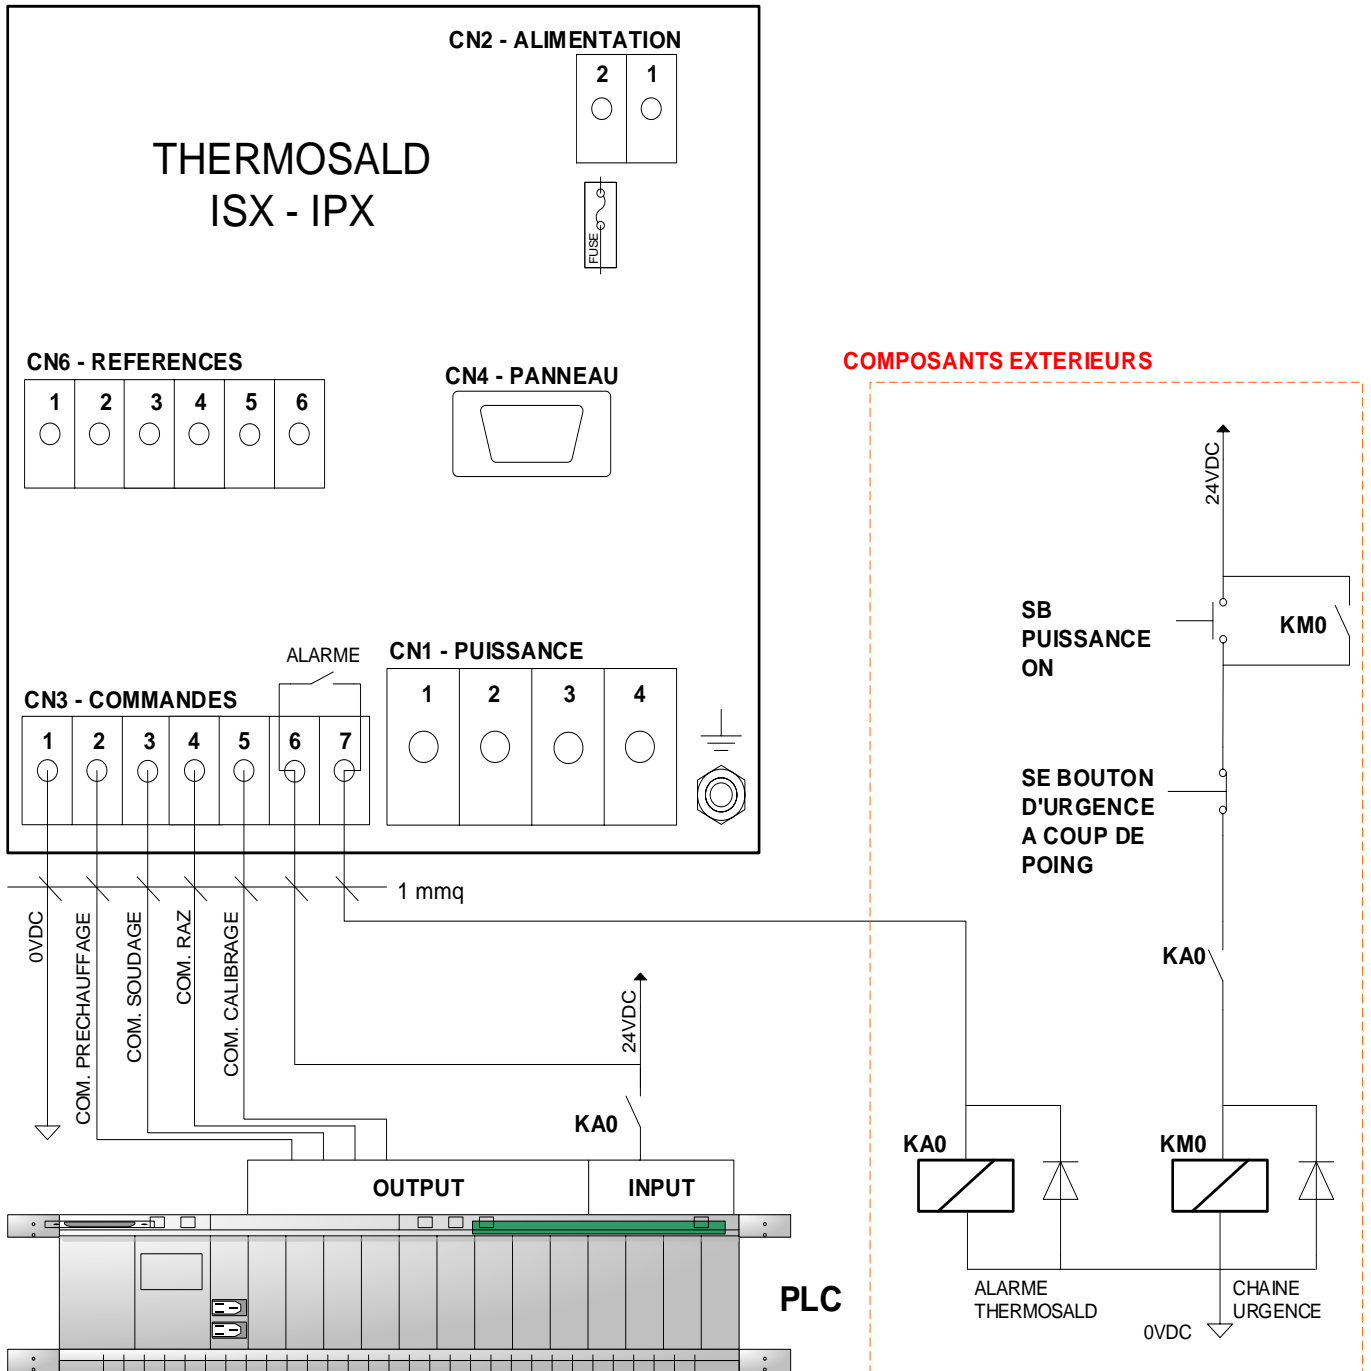 CN2 - ALIMENTATION
2 1
THERMOSALD
ISX - IPX
FUSE
CN6 - REFERENCES
1 2 3 4 5 6
CN4 - PANNEAU
COMPOSANTS EXTERIEURS
24VDC
SB
PUISSANCE
ON
KM0
ALARME
CN1 - PUISSANCE
1 2 3 4
CN3 - COMMANDES
1 2 3 4 5 6 7
SE BOUTON
D'URGENCE
A COUP DE
POING
1 mmq
0VDC
COM. PRECHAUFFAGE
COM. SOUDAGE
COM. RAZ
COM. CALIBRAGE
24VDC
KA0
KA0
KA0
KM0
OUTPUT
INPUT
PLC
ALARME
THERMOSALD
CHAINE
URGENCE
0VDC